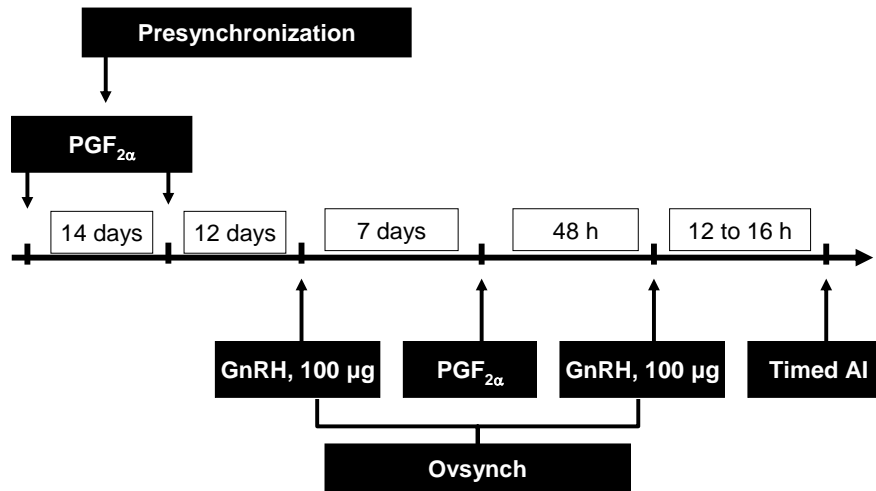 Presynchronization
PGF2α
14 days
12 days
7 days
48 h
12 to 16 h
GnRH, 100 µg
PGF2α
GnRH, 100 µg
Timed AI
Ovsynch